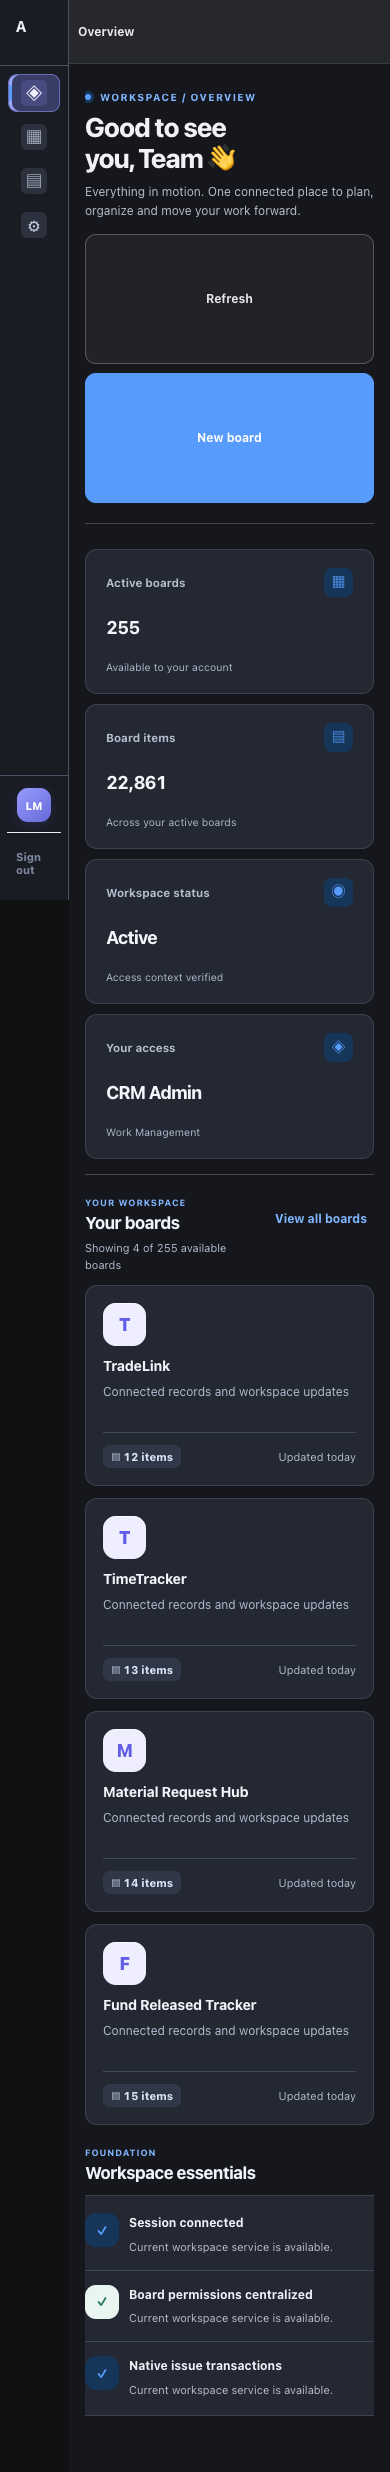 A
Overview
WORKSPACE / OVERVIEW
Good to see
you, Team 👋
Everything in motion. One connected place to plan,
organize and move your work forward.
Refresh
New board
Active boards
255
Available to your account
Board items
22,861
Across your active boards
Workspace status
Active
Access context verified
Your access
CRM Admin
Work Management
LM
Sign
out
YOUR WORKSPACE
Your boards
View all boards
Showing 4 of 255 available
boards
T
TradeLink
Connected records and workspace updates
12 items
Updated today
T
TimeTracker
Connected records and workspace updates
13 items
Updated today
M
Material Request Hub
Connected records and workspace updates
14 items
Updated today
F
Fund Released Tracker
Connected records and workspace updates
15 items
Updated today
FOUNDATION
Workspace essentials
Session connected
Current workspace service is available.
Board permissions centralized
Current workspace service is available.
Native issue transactions
Current workspace service is available.